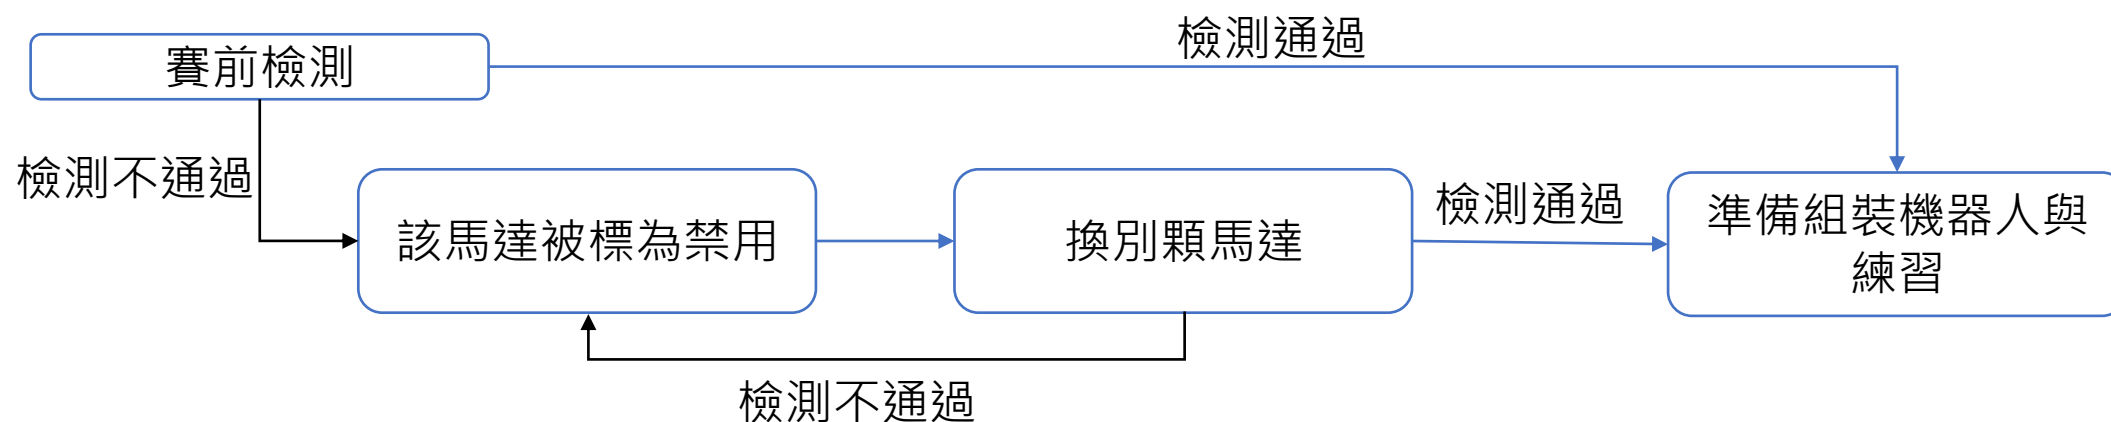 檢測通過
賽前檢測
檢測不通過
該馬達被標為禁用
換別顆馬達
檢測通過
準備組裝機器人與
練習
檢測不通過